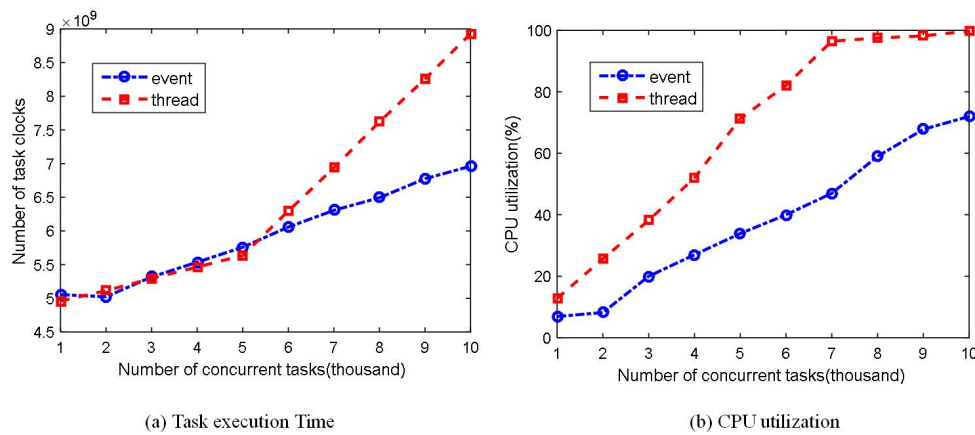 ×10^9
9
8.5
8
7.5
7
6.5
6
5.5
5
4.5
Number of task clocks
event
thread
1 2 3 4 5 6 7 8 9 10
Number of concurrent tasks(thousand)
(a) Task execution Time
100
80
60
40
20
0
CPU utilization(%)
event
thread
1 2 3 4 5 6 7 8 9 10
Number of concurrent tasks(thousand)
(b) CPU utilization